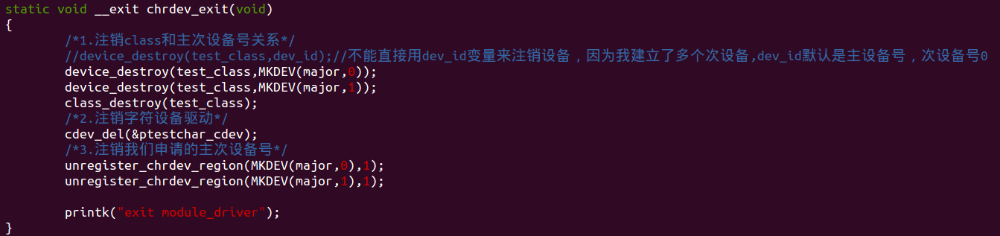 static void __exit chrdev_exit(void)
{
        /*1.注销class和主次设备号关系*/
        //device_destroy(test_class,dev_id);//不能直接用dev_id变量来注销设备，因为我建立了多个次设备,dev_id默认是主设备号，次设备号0
        device_destroy(test_class,MKDEV(major,0));
        device_destroy(test_class,MKDEV(major,1));
        class_destroy(test_class);
        /*2.注销字符设备驱动*/
        cdev_del(&ptestchar_cdev);
        /*3.注销我们申请的主次设备号*/
        unregister_chrdev_region(MKDEV(major,0),1);
        unregister_chrdev_region(MKDEV(major,1),1);

        printk("exit module_driver");
}